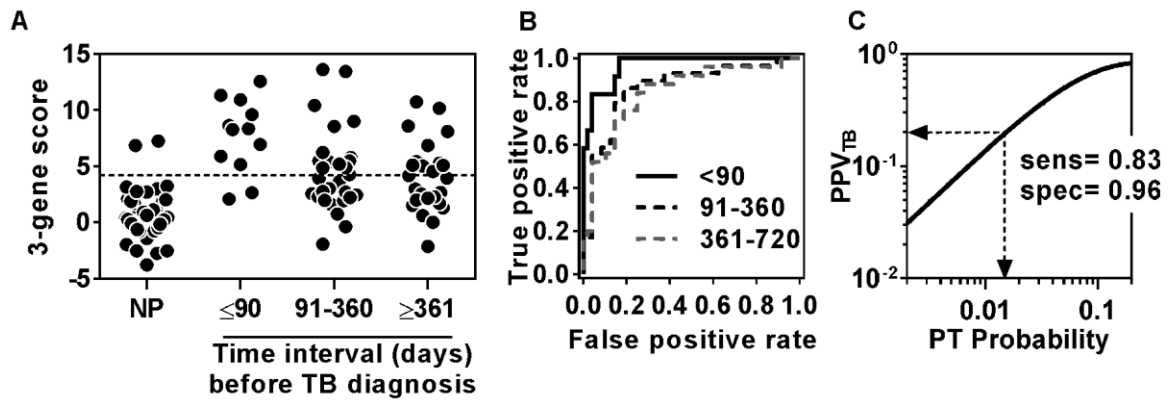 A
3-gene score
15
10
5
0
-5
NP
≤90
91-360
≥361
Time interval (days)
before TB diagnosis
B
True positive rate
1.0
0.8
0.6
0.4
0.2
0.0
<90
91-360
361-720
0.0 0.2 0.4 0.6 0.8 1.0
False positive rate
C
PPVTB
10⁰
10⁻¹
10⁻²
sens= 0.83
spec= 0.96
0.01
0.1
PT Probability